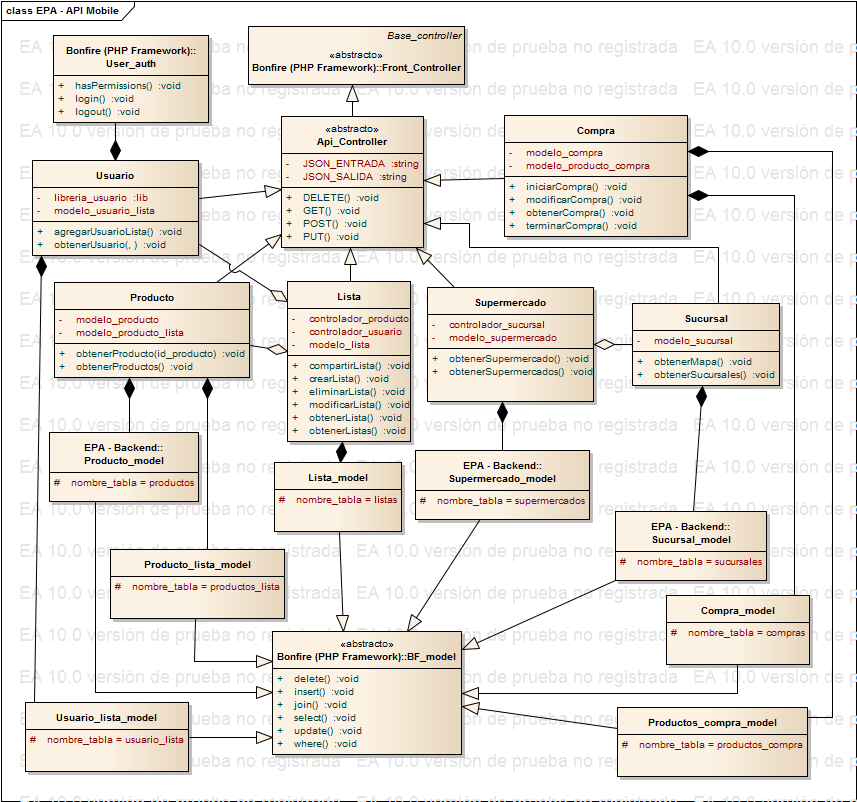 class EPA - API Mobile
Bonfire (PHP Framework)::
User_auth
+ hasPermissions() :void
+ login() :void
+ logout() :void
Base_controller
«abstracto»
Bonfire (PHP Framework)::Front_Controller
«abstracto»
Api_Controller
- JSON_ENTRADA :string
- JSON_SALIDA :string
+ DELETE() :void
+ GET() :void
+ POST() :void
+ PUT() :void
Compra
- modelo_compra
- modelo_producto_compra
+ iniciarCompra() :void
+ modificarCompra() :void
+ obtenerCompra() :void
+ terminarCompra() :void
Usuario
- libreria_usuario :lib
- modelo_usuario_lista
+ agregarUsuarioLista() :void
+ obtenerUsuario(, ) :void
Producto
- modelo_producto
- modelo_producto_lista
+ obtenerProducto(id_producto) :void
+ obtenerProductos() :void
Lista
- controlador_producto
- controlador_usuario
- modelo_lista
+ compartirLista() :void
+ crearLista() :void
+ eliminarLista() :void
+ modificarLista() :void
+ obtenerLista() :void
+ obtenerListas() :void
Supermercado
- controlador_sucursal
- modelo_supermercado
+ obtenerSupermercado() :void
+ obtenerSupermercados() :void
Sucursal
- modelo_sucursal
+ obtenerMapa() :void
+ obtenerSucursales() :void
EPA - Backend::
Producto_model
# nombre_tabla = productos
Lista_model
# nombre_tabla = listas
EPA - Backend::
Supermercado_model
# nombre_tabla = supermercados
EPA - Backend::
Sucursal_model
# nombre_tabla = sucursales
Producto_lista_model
# nombre_tabla = productos_lista
Compra_model
# nombre_tabla = compras
«abstracto»
Bonfire (PHP Framework)::BF_model
+ delete() :void
+ insert() :void
+ join() :void
+ select() :void
+ update() :void
+ where() :void
Usuario_lista_model
# nombre_tabla = usuario_lista
Productos_compra_model
# nombre_tabla = productos_compra
EA 10.0 versión de prueba no registrada